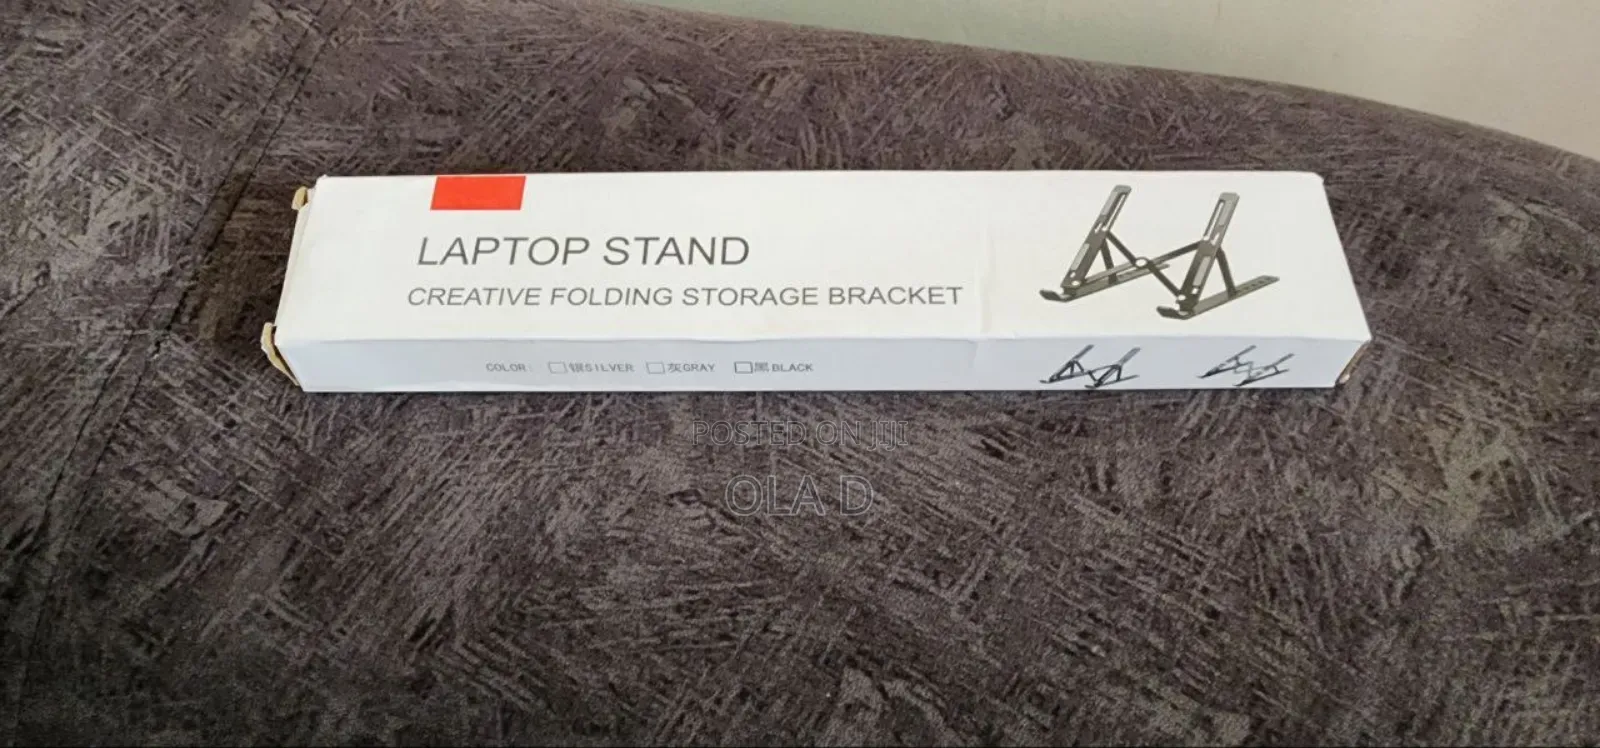 LAPTOP STAND
CREATIVE FOLDING STORAGE BRACKET
COLOR: 银SILVER 灰GRAY 黑BLACK
POSTED ON JIJI
OLA D